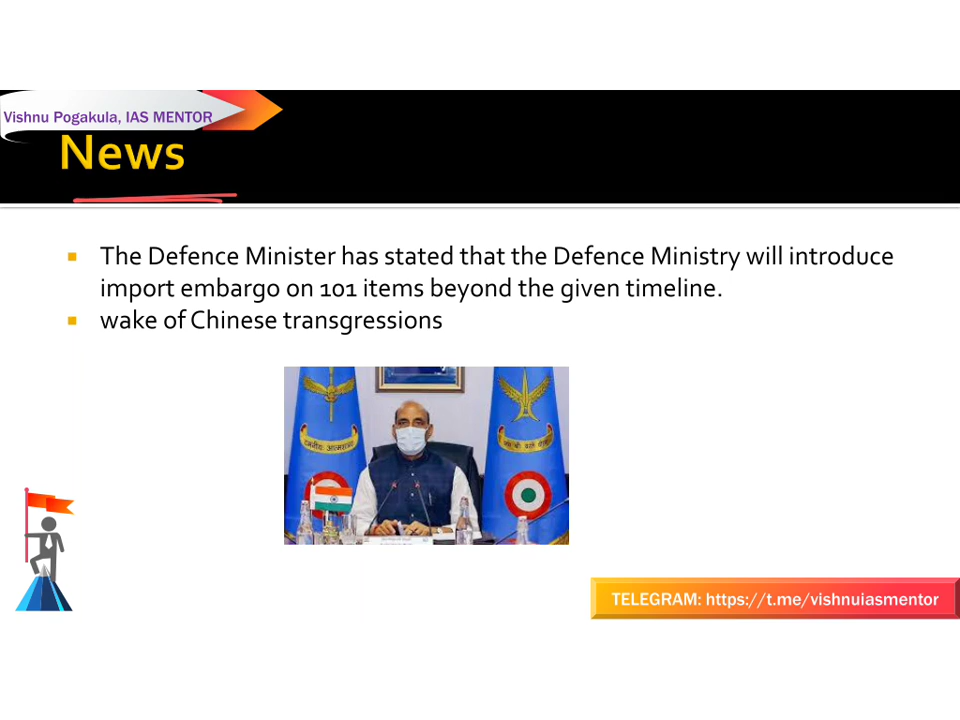 Vishnu Pogakula, IAS MENTOR
News
The Defence Minister has stated that the Defence Ministry will introduce
import embargo on 101 items beyond the given timeline.
wake of Chinese transgressions
TELEGRAM: https://t.me/vishnuiasmentor